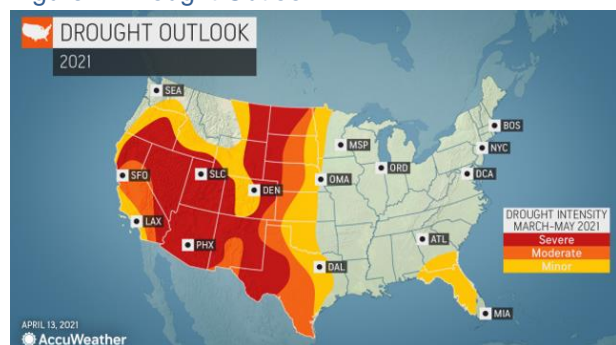 DROUGHT OUTLOOK
2021
SEA
BOS
MSP
NYC
ORD
SFO
SLC
OMA
DCA
DEN
LAX
DROUGHT INTENSITY
MARCH-MAY 2021
PHX
ATL
Severe
Moderate
DAL
Minor
MIA
APRIL 13, 2021
AccuWeather